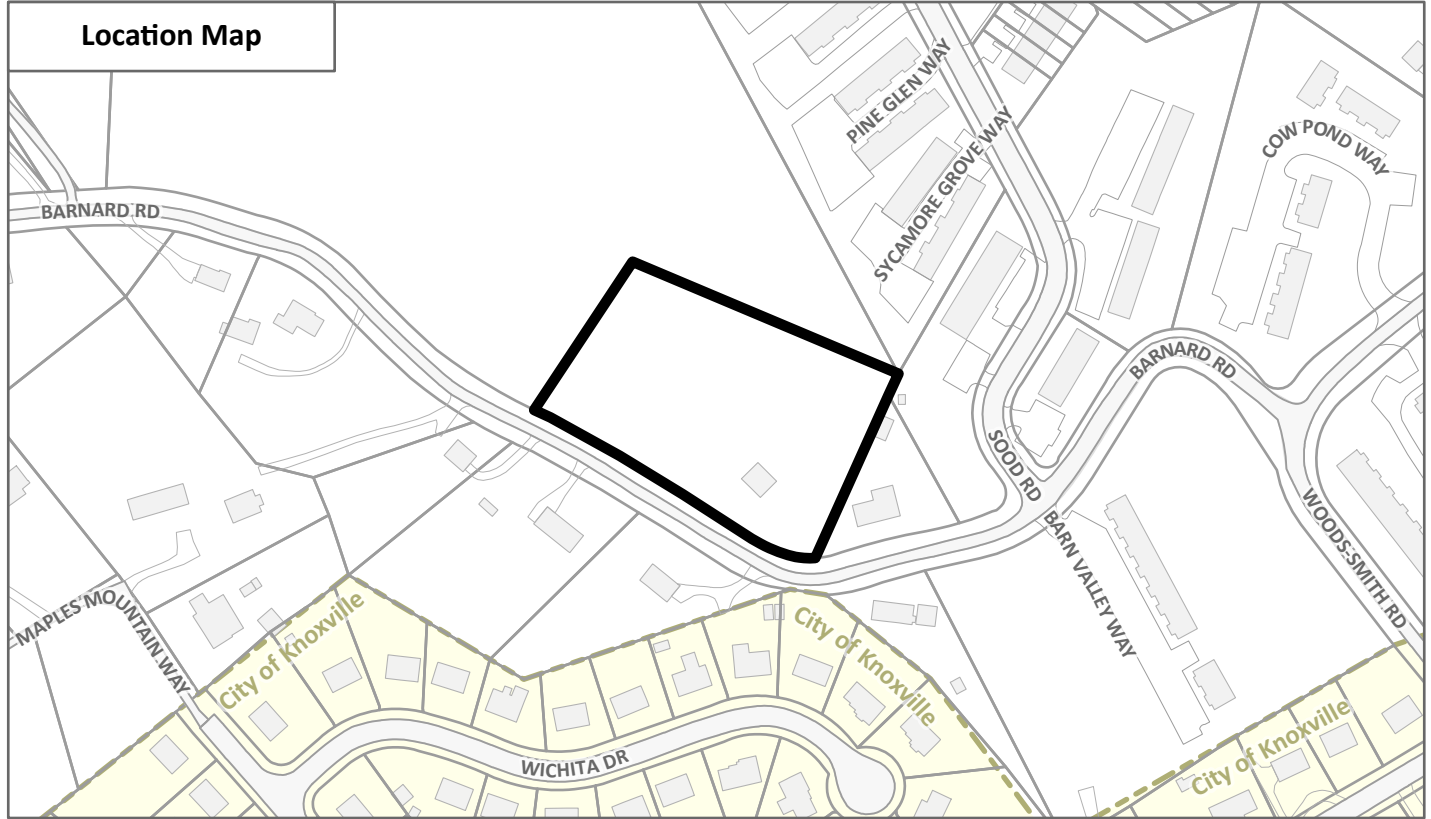 Location Map
PINE GLEN WAY
SYCAMORE GROVE WAY
COW POND WAY
BARNARD RD
BARNARD RD
SOOD RD
BARN VALLEY WAY
WOODS-SMITH RD
MAPLES MOUNTAIN WAY
City of Knoxville
City of Knoxville
City of Knoxville
WICHITA DR